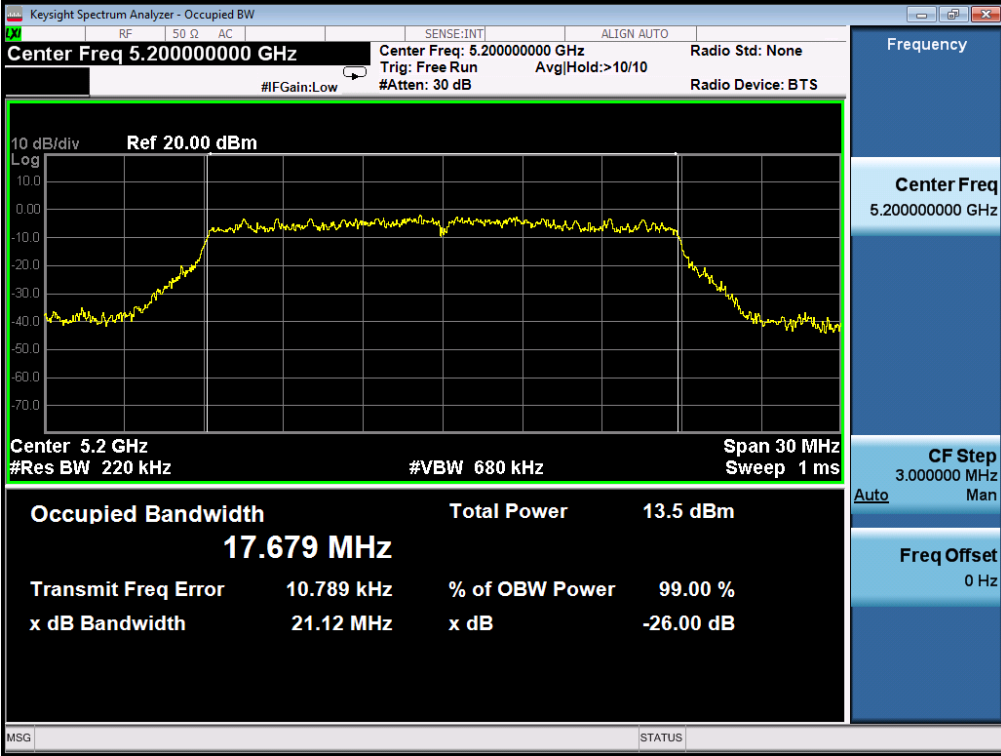 Keysight Spectrum Analyzer - Occupied BW
LXI RF 50 Ω AC SENSE:INT ALIGN AUTO
Center Freq 5.200000000 GHz
Center Freq: 5.200000000 GHz
Radio Std: None
Trig: Free Run Avg|Hold:>10/10
#IFGain:Low
#Atten: 30 dB
Radio Device: BTS
10 dB/div Ref 20.00 dBm
Log
10.0
0.00
-10.0
-20.0
-30.0
-40.0
-50.0
-60.0
-70.0
Center 5.2 GHz Span 30 MHz
#Res BW 220 kHz #VBW 680 kHz Sweep 1 ms
Occupied Bandwidth Total Power 13.5 dBm
17.679 MHz
Transmit Freq Error 10.789 kHz % of OBW Power 99.00 %
x dB Bandwidth 21.12 MHz x dB -26.00 dB
MSG STATUS
Frequency
Center Freq
5.200000000 GHz
CF Step
3.000000 MHz
Auto Man
Freq Offset
0 Hz